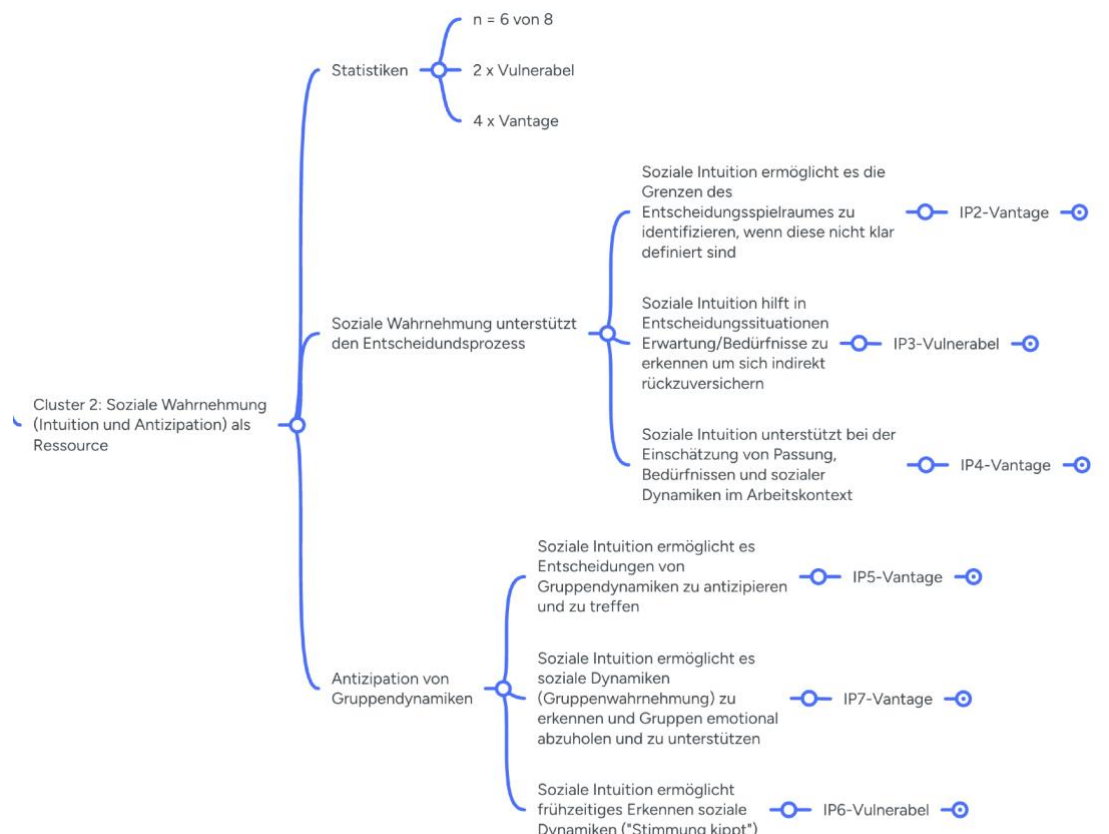 n = 6 von 8
Statistiken
2 x Vulnerabel
4 x Vantage
Soziale Intuition ermöglicht es die
Grenzen des
Entscheidungsspielraumes zu
identifizieren, wenn diese nicht klar
definiert sind
IP2-Vantage
Soziale Wahrnehmung unterstützt
den Entscheidundsprozess
Soziale Intuition hilft in
Entscheidungssituationen
Erwartung/Bedürfnisse zu
erkennen um sich indirekt
rückzuversichern
IP3-Vulnerabel
Soziale Intuition unterstützt bei der
Einschätzung von Passung,
Bedürfnissen und sozialer
Dynamiken im Arbeitskontext
IP4-Vantage
Cluster 2: Soziale Wahrnehmung
(Intuition und Antizipation) als
Ressource
Soziale Intuition ermöglicht es
Entscheidungen von
Gruppendynamiken zu antizipieren
und zu treffen
IP5-Vantage
Antizipation von
Gruppendynamiken
Soziale Intuition ermöglicht es
soziale Dynamiken
(Gruppenwahrnehmung) zu
erkennen und Gruppen emotional
abzuholen und zu unterstützen
IP7-Vantage
Soziale Intuition ermöglicht
frühzeitiges Erkennen soziale
Dynamiken ("Stimmung kippt")
IP6-Vulnerabel